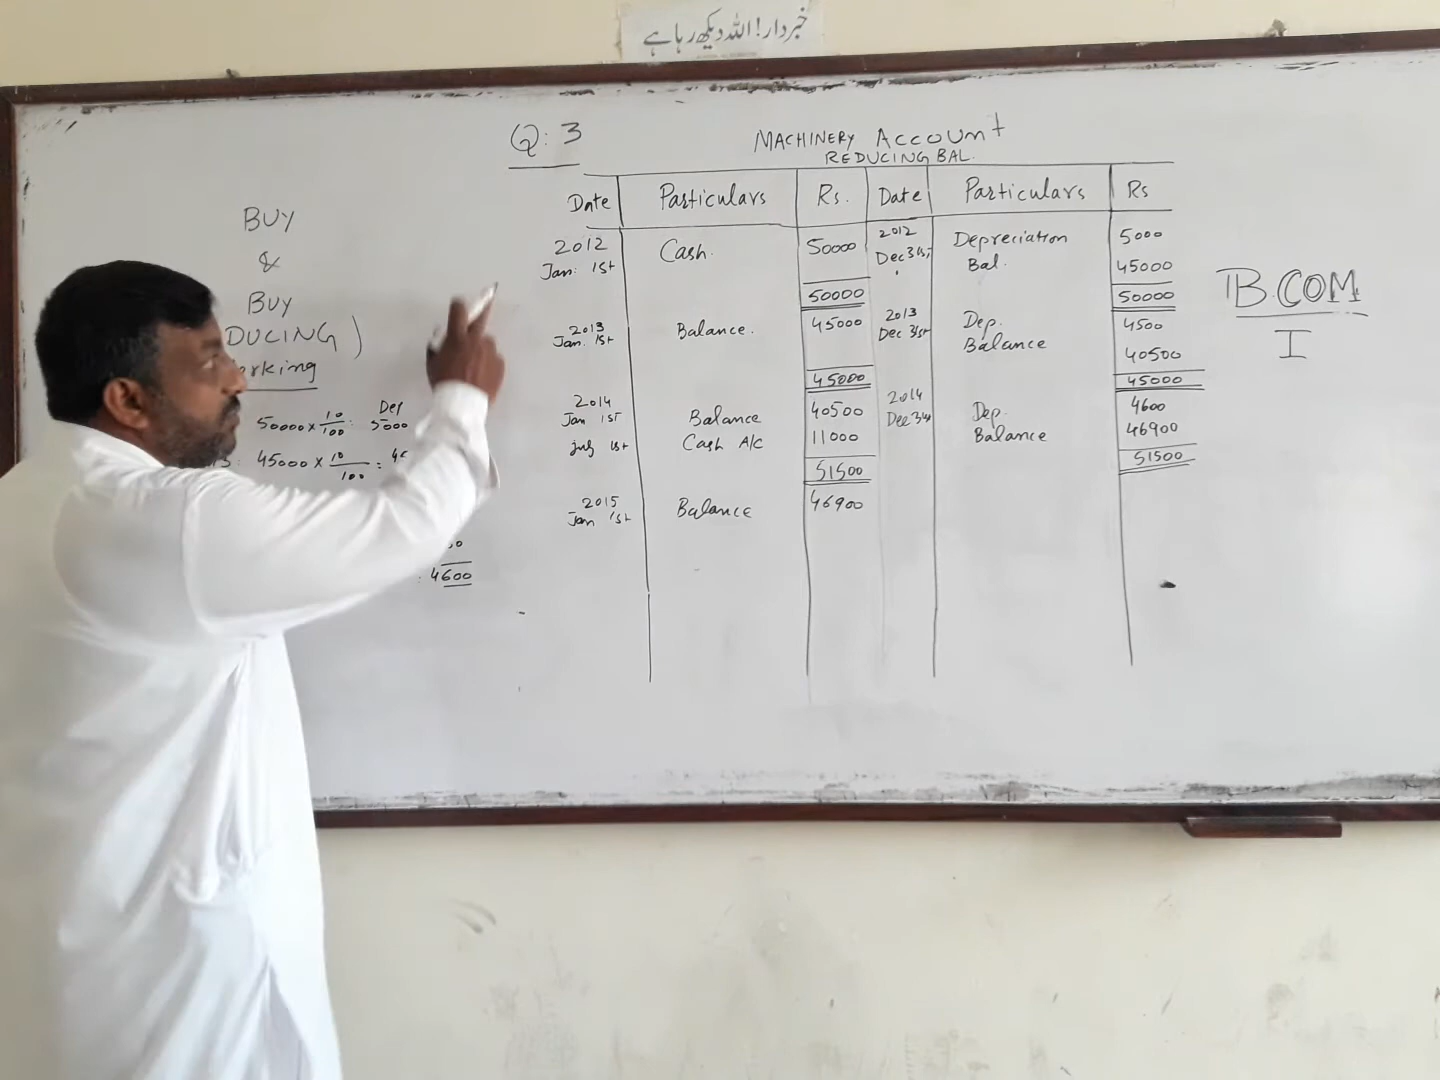 خبردار! اللہ دیکھ رہا ہے
Q: 3
MACHINERY ACCOUNT
REDUCING BAL.
Date Particulars Rs. Date Particulars Rs
2012 Jan: 1st Cash. 50000 2012 Dec 31st, Depreciation 5000
Bal. 45000
50000 50000
2013 Jan. 1st Balance. 45000 2013 Dec 31st Dep. 4500
Balance 40500
45000 45000
2014 Jan 1st Balance 40500 2014 Dec 31st Dep. 4600
july 1st Cash A/C 11000 Balance 46900
51500 51500
2015 Jan 1st Balance 46900
BUY
&
BUY
DUCING)
rking
Dep
50000 × 10/100: 5000
45000 × 10/100 =
: 4600
B.COM
I